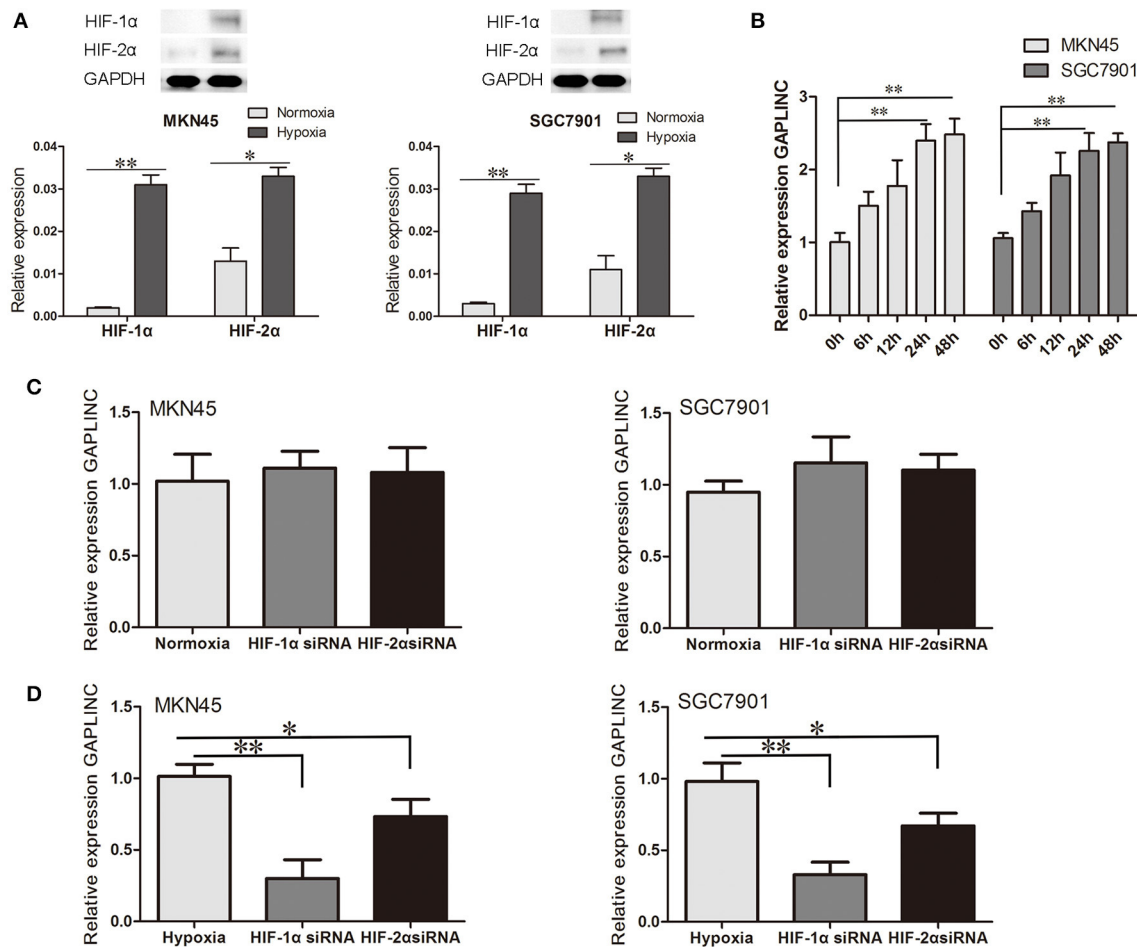 A
HIF-1α
HIF-2α
GAPDH
MKN45
Normoxia
Hypoxia
Relative expression
0.04
0.03
0.02
0.01
0.00
**
*
HIF-1α
HIF-2α
HIF-1α
HIF-2α
GAPDH
SGC7901
Normoxia
Hypoxia
Relative expression
0.04
0.03
0.02
0.01
0.00
**
*
HIF-1α
HIF-2α
B
MKN45
SGC7901
Relative expression GAPLINC
3
2
1
0
**
**
**
**
0h
6h
12h
24h
48h
0h
6h
12h
24h
48h
C
MKN45
Relative expression GAPLINC
1.5
1.0
0.5
0.0
Normoxia
HIF-1α siRNA
HIF-2αsiRNA
SGC7901
Relative expression GAPLINC
1.5
1.0
0.5
0.0
Normoxia
HIF-1α siRNA
HIF-2αsiRNA
D
MKN45
Relative expression GAPLINC
1.5
1.0
0.5
0.0
*
**
Hypoxia
HIF-1α siRNA
HIF-2αsiRNA
SGC7901
Relative expression GAPLINC
1.5
1.0
0.5
0.0
*
**
Hypoxia
HIF-1α siRNA
HIF-2αsiRNA